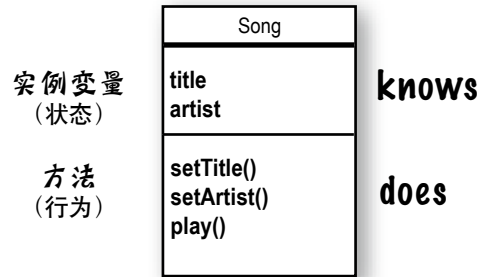 Song
实例变量
（状态）
title
artist
knows
方法
（行为）
setTitle()
setArtist()
play()
does